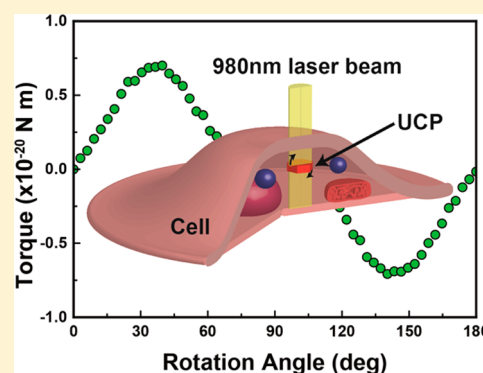 1.0
0.5
0.0
-0.5
-1.0
Torque (x10⁻²⁰ N m)
980nm laser beam
UCP
Cell
0 30 60 90 120 150 180
Rotation Angle (deg)